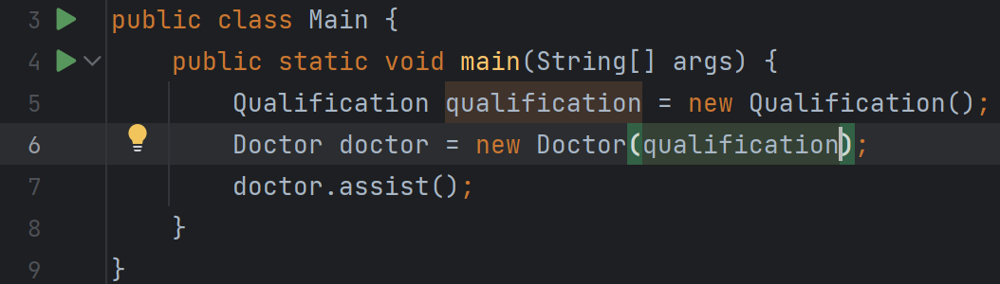 3 public class Main {
4 public static void main(String[] args) {
5 Qualification qualification = new Qualification();
6 Doctor doctor = new Doctor(qualification);
7 doctor.assist();
8 }
9 }